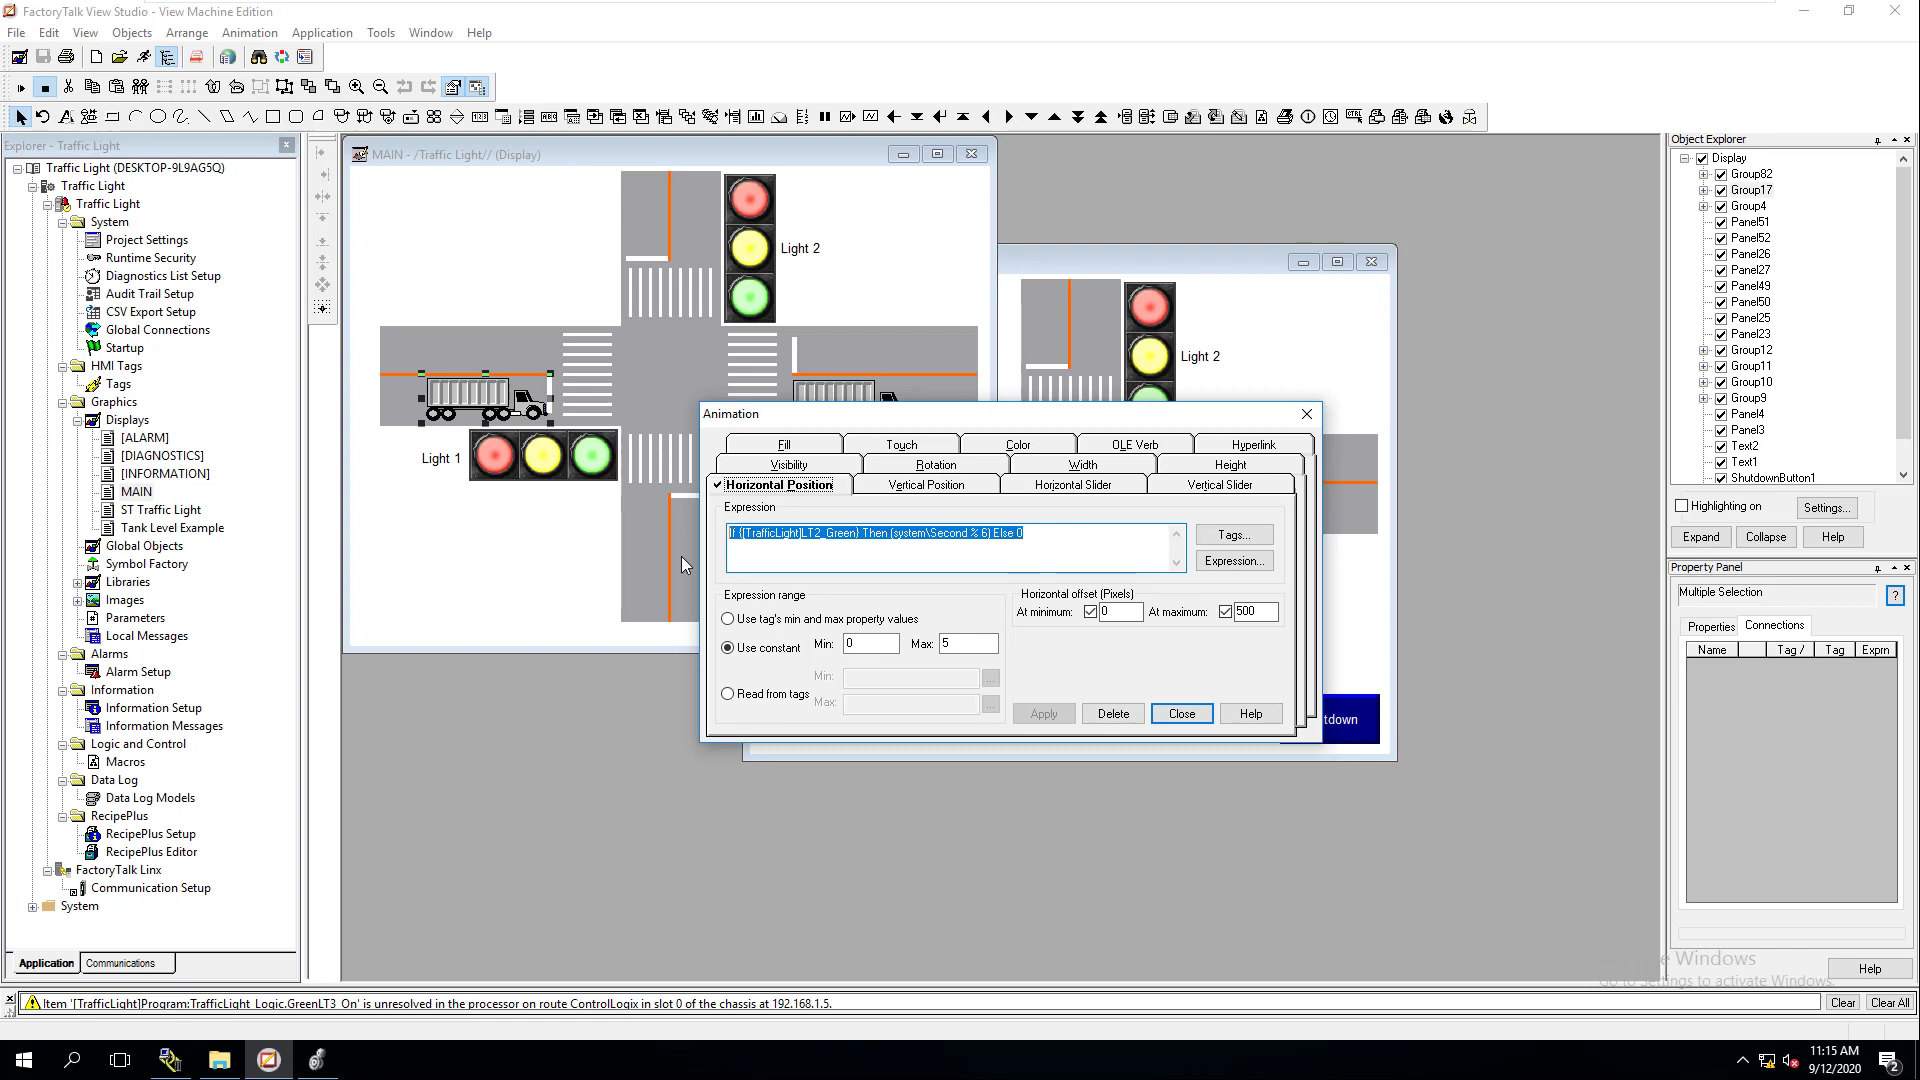 FactoryTalk View Studio - View Machine Edition
File Edit View Objects Arrange Animation Application Tools Window Help
Explorer - Traffic Light
Traffic Light (DESKTOP-9L9AG5Q)
Traffic Light
Traffic Light
System
Project Settings
Runtime Security
Diagnostics List Setup
Audit Trail Setup
CSV Export Setup
Global Connections
Startup
HMI Tags
Tags
Graphics
Displays
[ALARM]
[DIAGNOSTICS]
[INFORMATION]
MAIN
ST Traffic Light
Tank Level Example
Global Objects
Symbol Factory
Libraries
Images
Parameters
Local Messages
Alarms
Alarm Setup
Information
Information Setup
Information Messages
Logic and Control
Macros
Data Log
Data Log Models
RecipePlus
RecipePlus Setup
RecipePlus Editor
FactoryTalk Linx
Communication Setup
System
Application Communications
MAIN - /Traffic Light// (Display)
Light 2
Light 1
Light 2
tdown
Animation
Fill Touch Color OLE Verb Hyperlink
Visibility Rotation Width Height
Horizontal Position Vertical Position Horizontal Slider Vertical Slider
Expression
If {[TrafficLight]LT2_Green} Then (system\Second % 6) Else 0
Tags...
Expression...
Expression range
Use tag's min and max property values
Use constant Min: 0 Max: 5
Min: ...
Read from tags
Max: ...
Horizontal offset (Pixels)
At minimum: 0 At maximum: 500
Apply Delete Close Help
Object Explorer
Display
Group82
Group17
Group4
Panel51
Panel52
Panel26
Panel27
Panel49
Panel50
Panel25
Panel23
Group12
Group11
Group10
Group9
Panel4
Panel3
Text2
Text1
ShutdownButton1
Highlighting on Settings...
Expand Collapse Help
Property Panel
Multiple Selection ?
Properties Connections
Name Tag / Tag Exprn
Windows
Go to Settings to activate Windows.
Help
Item '[TrafficLight]Program:TrafficLight_Logic.GreenLT3_On' is unresolved in the processor on route ControlLogix in slot 0 of the chassis at 192.168.1.5.
Clear Clear All
11:15 AM
9/12/2020
2